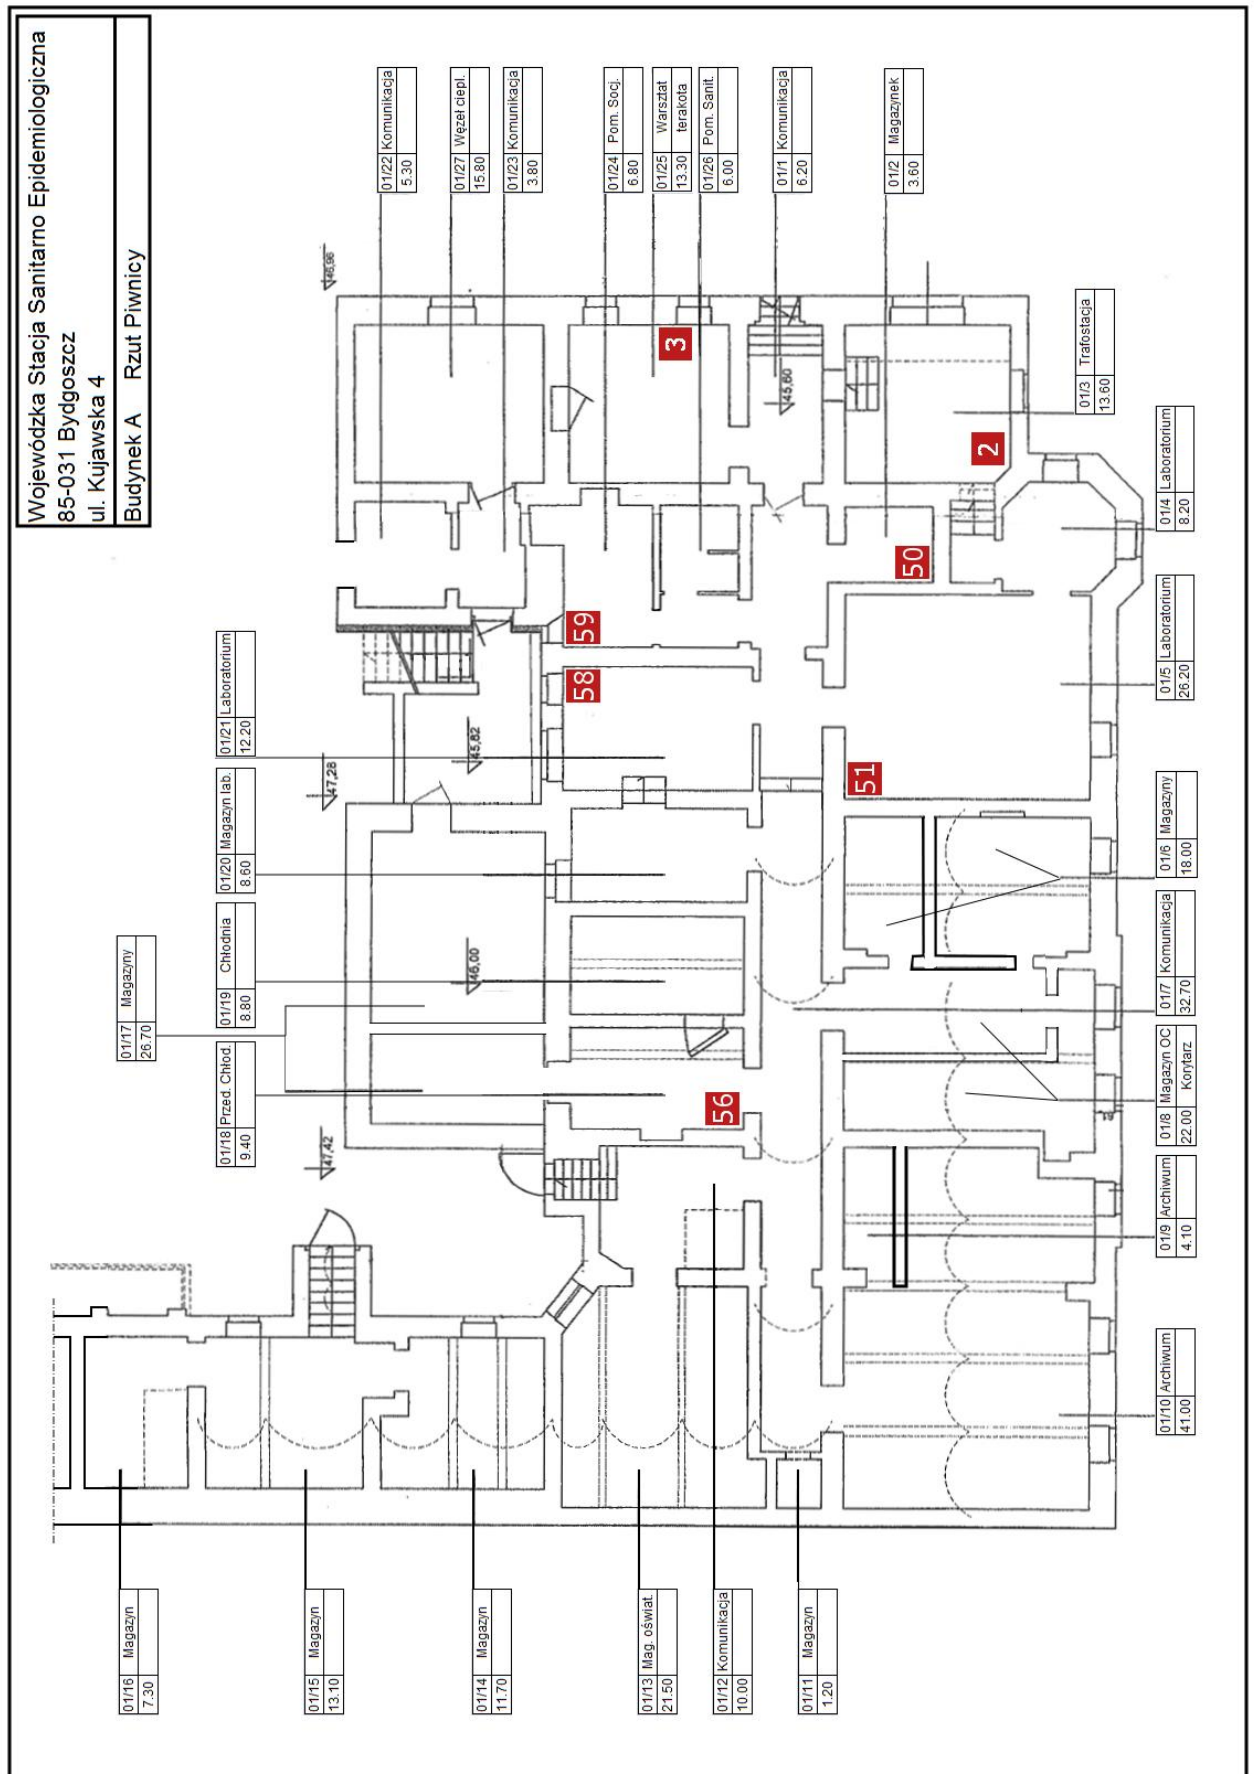 Wojewódzka Stacja Sanitarno Epidemiologiczna
85-031 Bydgoszcz
ul. Kujawska 4
Budynek A Rzut Piwnicy
01/16 Magazyn
7.30
01/15 Magazyn
13.10
01/14 Magazyn
11.70
01/13 Mag. oświat.
21.50
01/12 Komunikacja
10.00
01/11 Magazyn
1.20
01/17 Magazyny
26.70
01/18 Przed. Chłod.
9.40
01/19 Chłodnia
8.80
01/20 Magazyn lab.
8.60
01/21 Laboratorium
12.20
01/22 Komunikacja
5.30
01/27 Węzeł ciepl.
15.80
01/23 Komunikacja
3.80
01/24 Pom. Socj.
6.80
01/25 Warsztat
13.30 terakota
01/26 Pom. Sanit.
6.00
01/1 Komunikacja
6.20
01/2 Magazynek
3.60
47,42
47,28
46,96
46,00
45,82
45,60
58
59
3
56
51
50
2
01/3 Trafostacja
13.60
01/10 Archiwum
41.00
01/9 Archiwum
4.10
01/8 Magazyn OC
22.00 Korytarz
01/7 Komunikacja
32.70
01/6 Magazyny
18.00
01/5 Laboratorium
26.20
01/4 Laboratorium
8.20